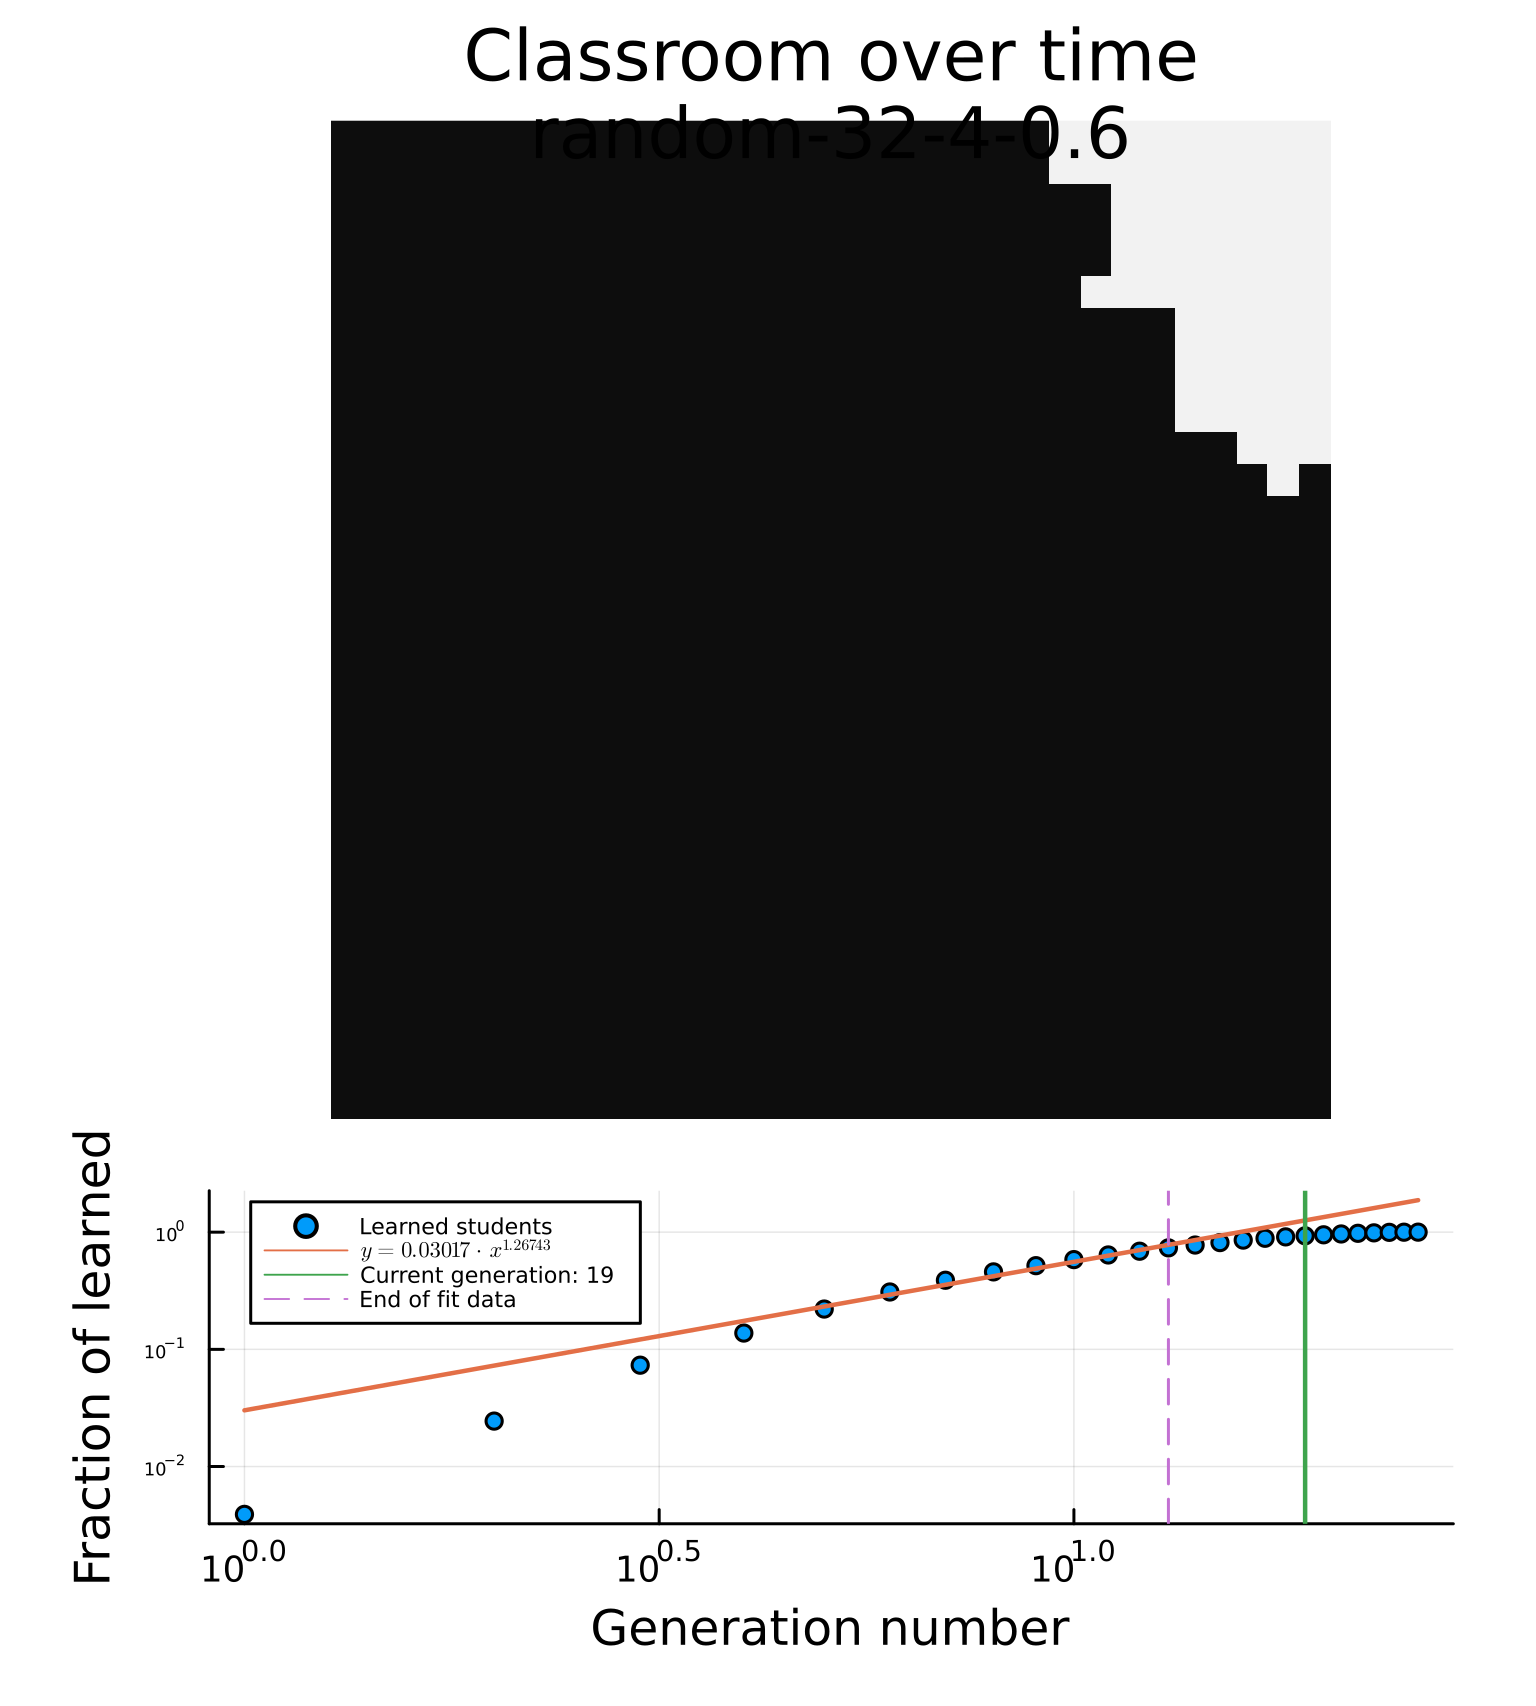 Classroom over time
random-32-4-0.6
Fraction of learned
10^0
10^−1
10^−2
Learned students
y = 0.03017 · x^1.26743
Current generation: 19
End of fit data
10^0.0
10^0.5
10^1.0
Generation number